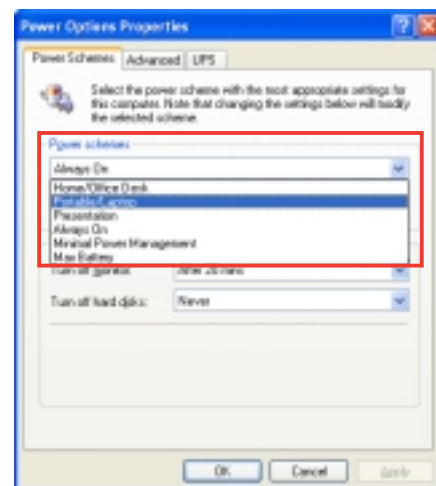 Power Options Properties
Power Schemes Advanced UPS
Select the power scheme with the most appropriate settings for
this computer. Note that changing the settings below will modify
the selected scheme.
Power schemes
Always On
Home/Office Desk
Portable/Laptop
Presentation
Always On
Minimal Power Management
Max Battery
Turn off monitor: After 20 mins
Turn off hard disks: Never
OK Cancel Apply